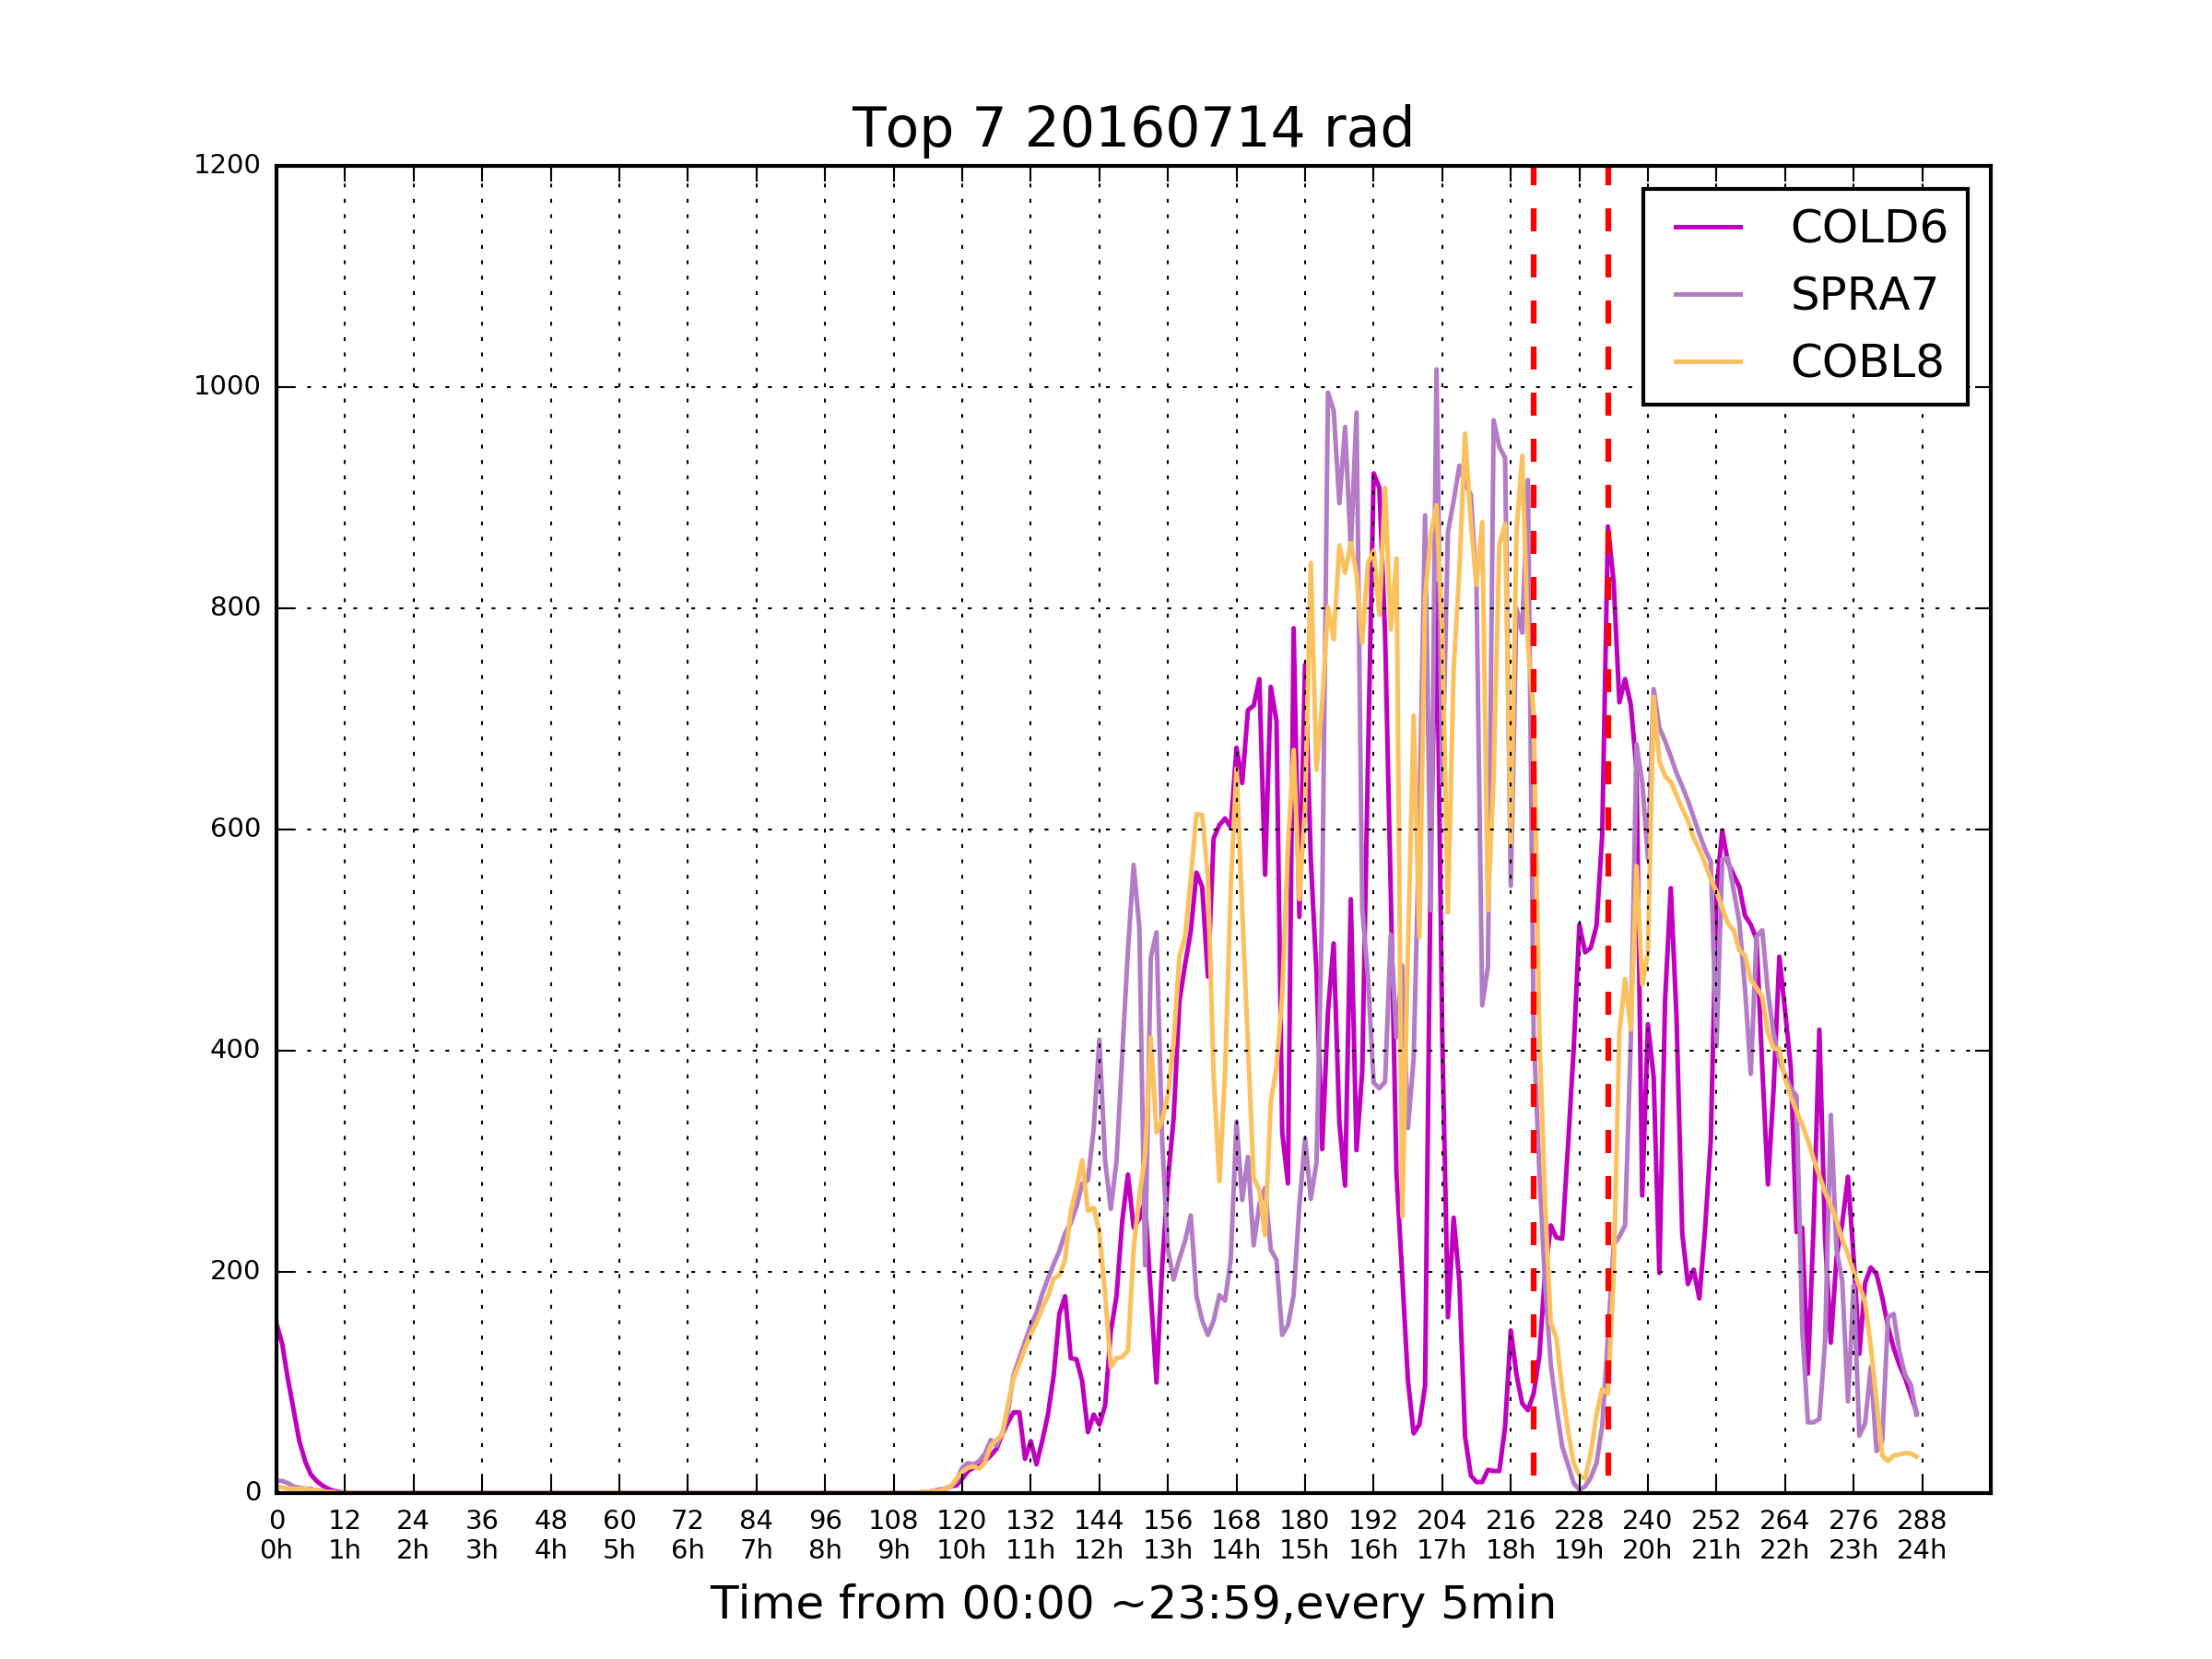 Top 7 20160714 rad
1200
1000
800
600
400
200
0
COLD6
SPRA7
COBL8
0 12 24 36 48 60 72 84 96 108 120 132 144 156 168 180 192 204 216 228 240 252 264 276 288
0h 1h 2h 3h 4h 5h 6h 7h 8h 9h 10h 11h 12h 13h 14h 15h 16h 17h 18h 19h 20h 21h 22h 23h 24h
Time from 00:00 ~23:59,every 5min